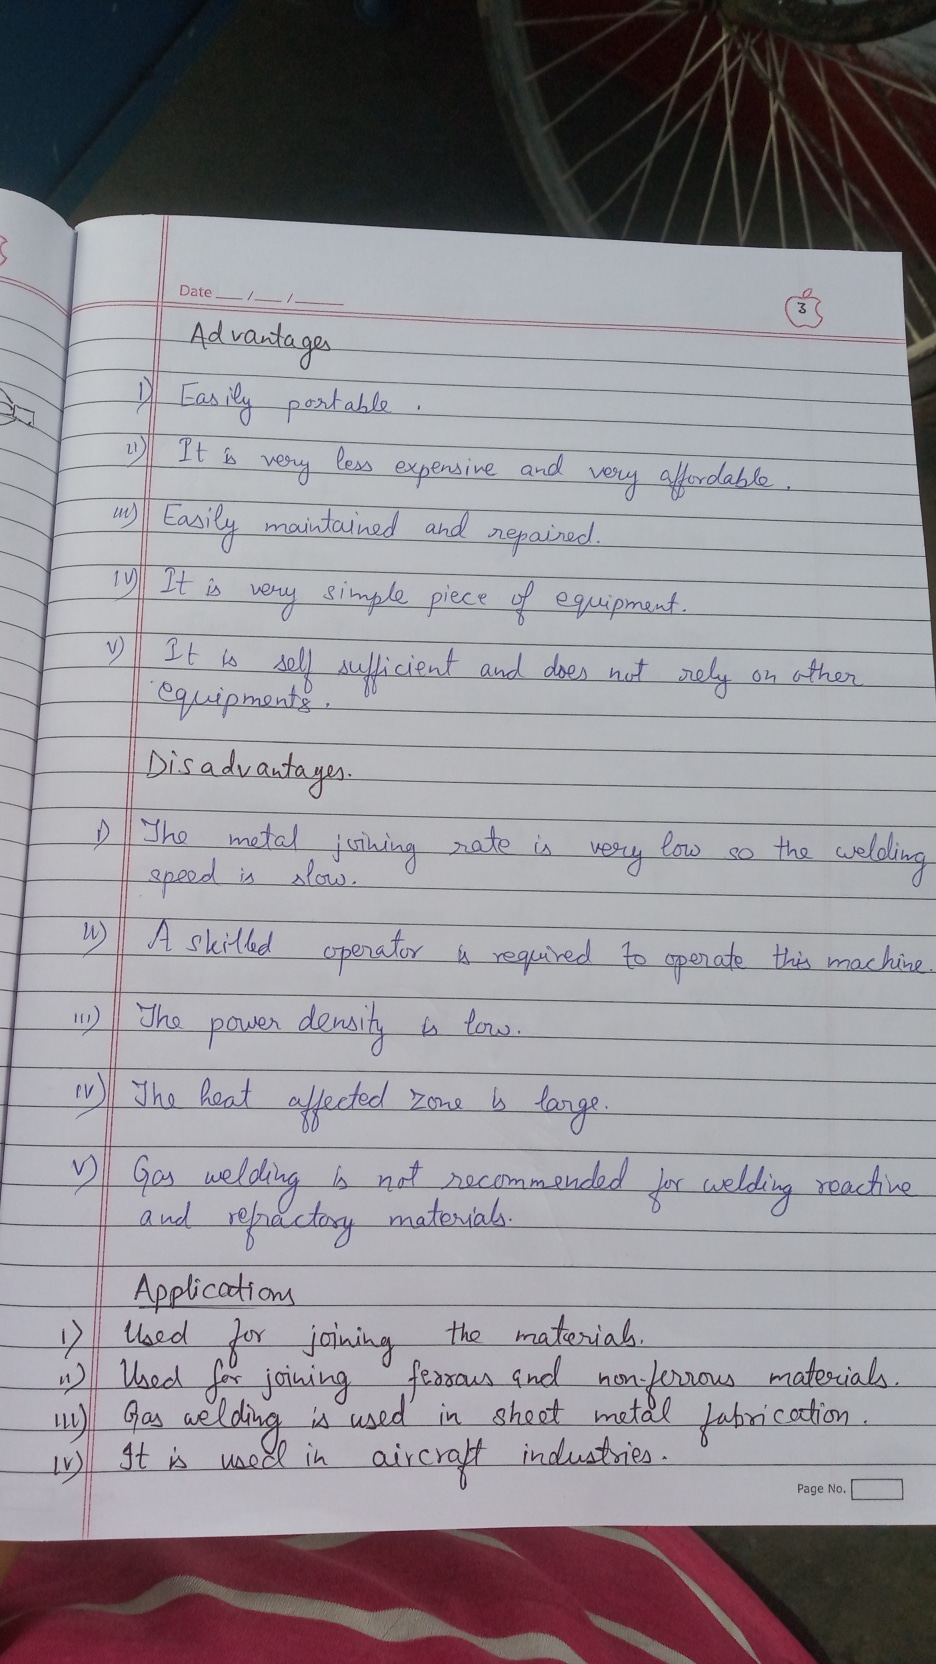 Date __/__/____
3
Advantages
i) Easily portable.
ii) It is very less expensive and very affordable.
iii) Easily maintained and repaired.
iv) It is very simple piece of equipment.
v) It is self sufficient and does not rely on other
equipments.
Disadvantages.
i) The metal joining rate is very low so the welding
speed is slow.
ii) A skilled operator is required to operate this machine.
iii) The power density is low.
iv) The heat affected zone is large.
v) Gas welding is not recommended for welding reactive
and refractory materials.
Applications
i) Used for joining the materials.
ii) Used for joining ferrous and non-ferrous materials.
iii) Gas welding is used in sheet metal fabrication.
iv) It is used in aircraft industries.
Page No.